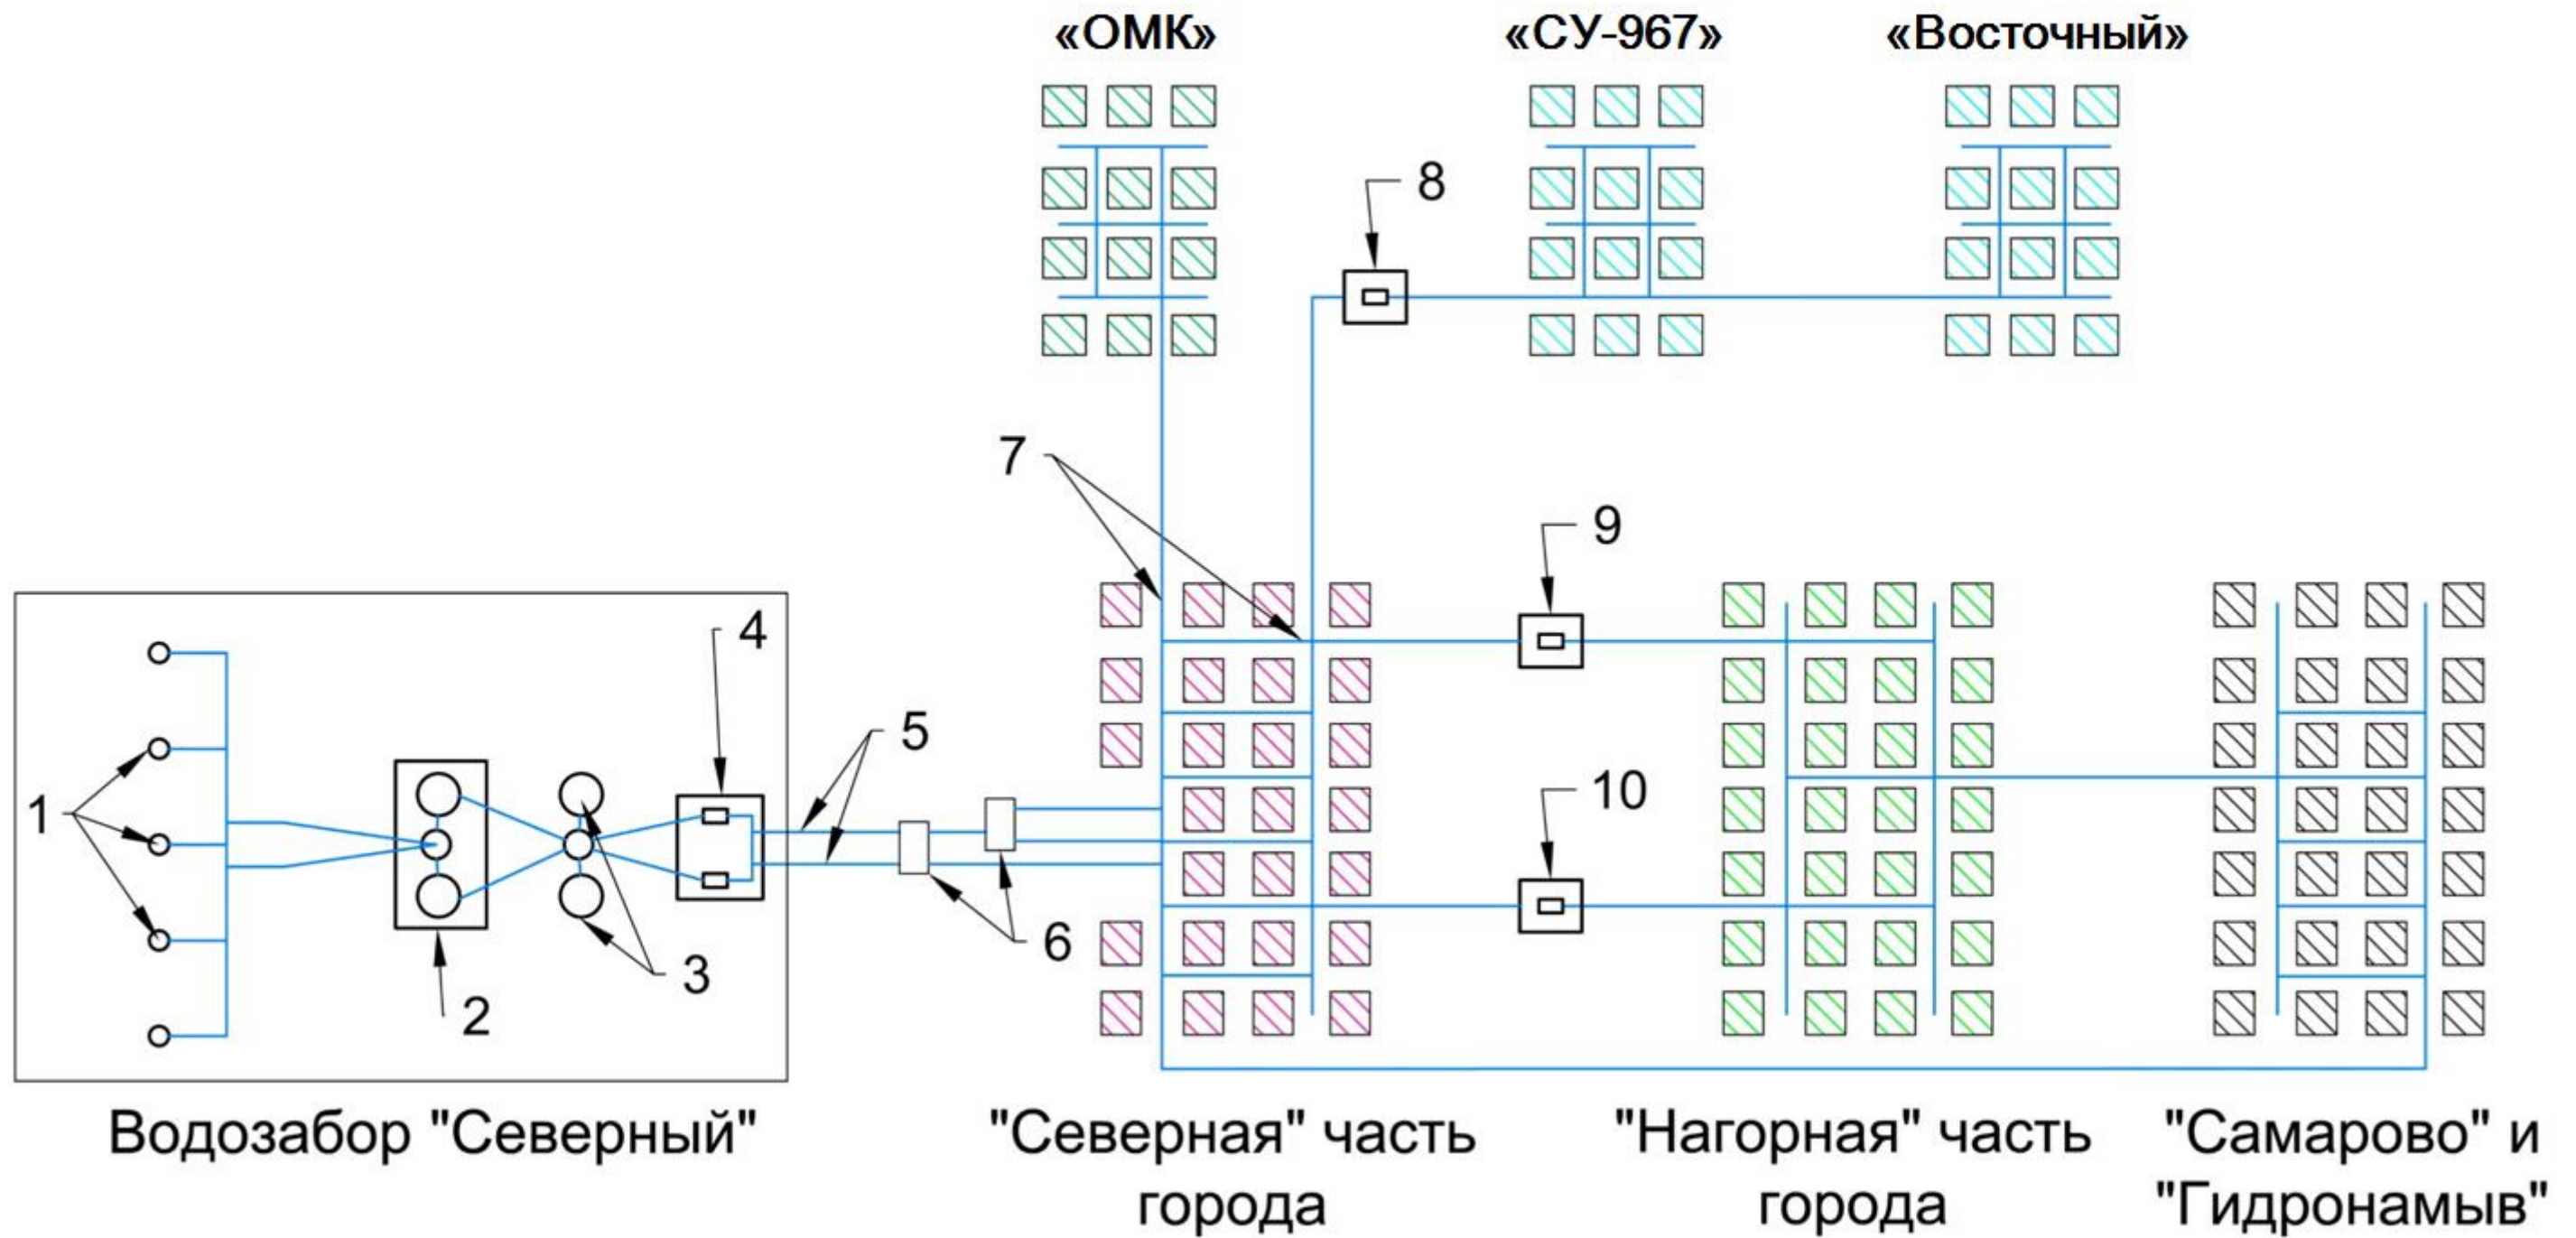 «ОМК»
«СУ-967»
«Восточный»
8
7
9
4
5
10
1
6
3
2
Водозабор "Северный"
"Северная" часть
города
"Нагорная" часть
города
"Самарово" и
"Гидронамыв"